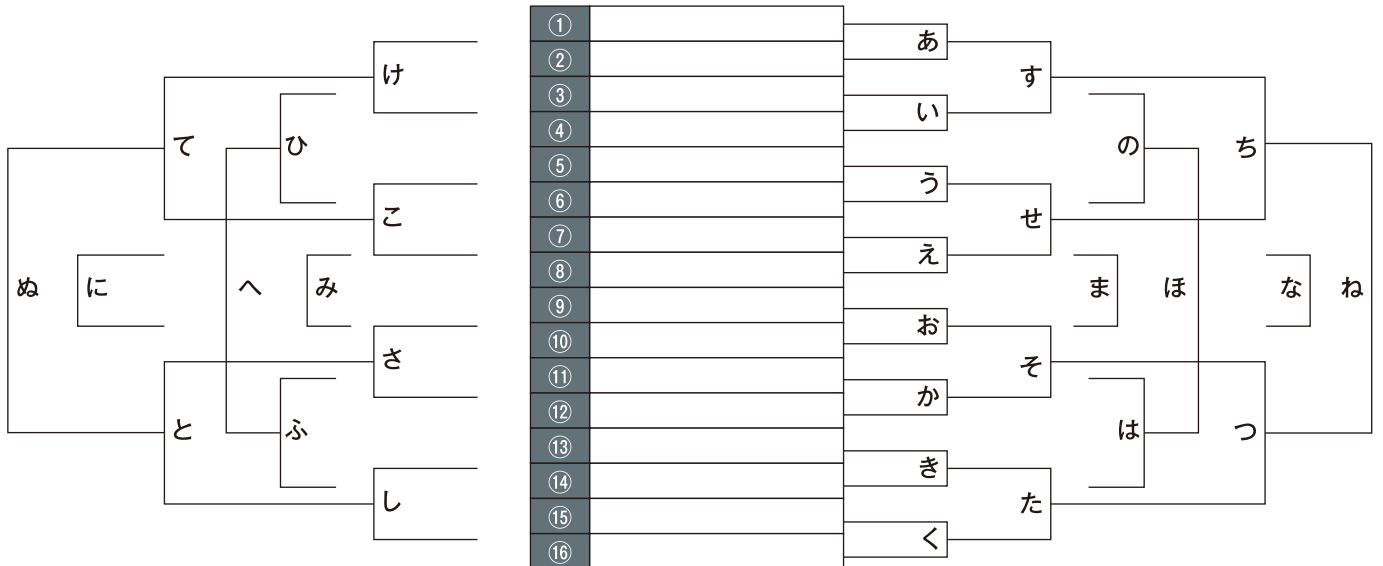 ①
あ
②
け
す
③
い
④
て
ひ
の
ち
⑤
う
⑥
こ
せ
⑦
え
⑧
ぬ
に
へ
み
ま
ほ
な
ね
⑨
お
⑩
さ
そ
⑪
か
⑫
と
ふ
は
つ
⑬
き
⑭
し
た
⑮
く
⑯